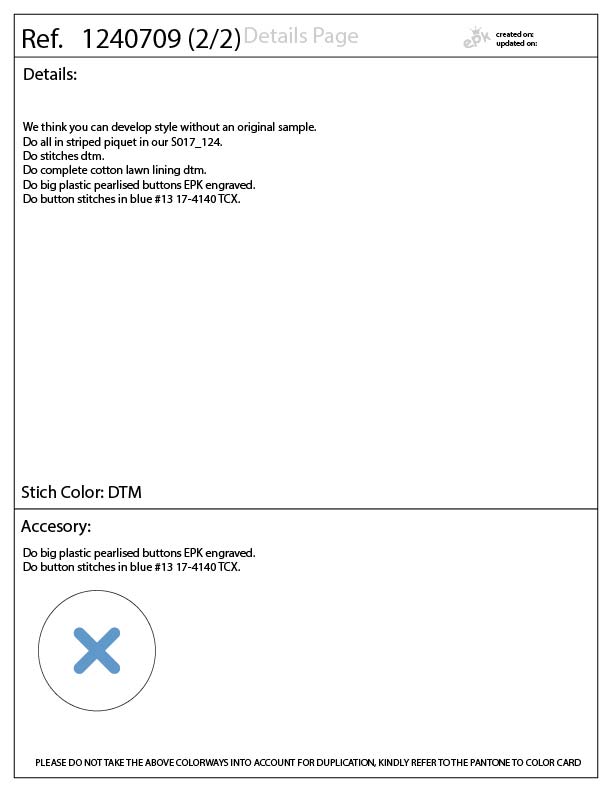 Ref. 1240709 (2/2) Details Page
epk
created on:
updated on:
Details:
We think you can develop style without an original sample.
Do all in striped piquet in our S017_124.
Do stitches dtm.
Do complete cotton lawn lining dtm.
Do big plastic pearlised buttons EPK engraved.
Do button stitches in blue #13 17-4140 TCX.
Stich Color: DTM
Accesory:
Do big plastic pearlised buttons EPK engraved.
Do button stitches in blue #13 17-4140 TCX.
PLEASE DO NOT TAKE THE ABOVE COLORWAYS INTO ACCOUNT FOR DUPLICATION, KINDLY REFER TO THE PANTONE TO COLOR CARD